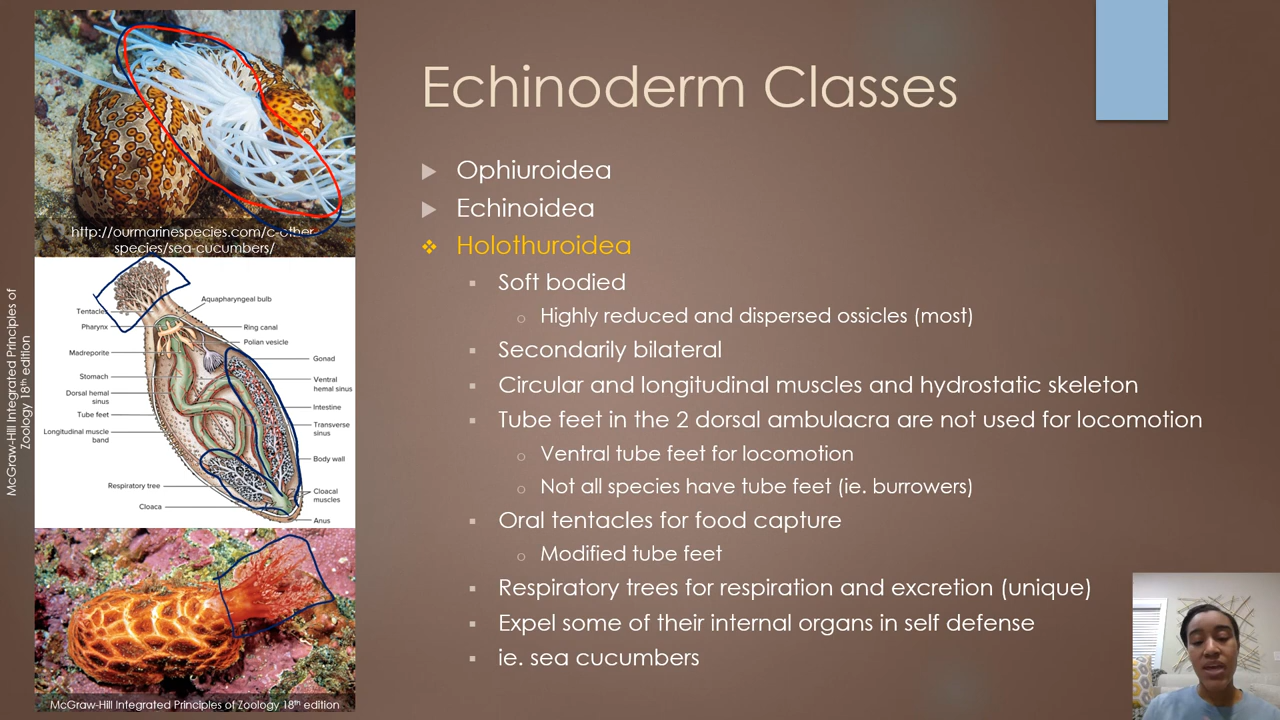 Echinoderm Classes
Ophiuroidea
Echinoidea
Holothuroidea
Soft bodied
Highly reduced and dispersed ossicles (most)
Secondarily bilateral
Circular and longitudinal muscles and hydrostatic skeleton
Tube feet in the 2 dorsal ambulacra are not used for locomotion
Ventral tube feet for locomotion
Not all species have tube feet (ie. burrowers)
Oral tentacles for food capture
Modified tube feet
Respiratory trees for respiration and excretion (unique)
Expel some of their internal organs in self defense
ie. sea cucumbers
http://ourmarinespecies.com/c-other-
species/sea-cucumbers/
McGraw-Hill Integrated Principles of
Zoology 18th edition
Tentacles
Pharynx
Madreporite
Stomach
Dorsal hemal
sinus
Tube feet
Longitudinal muscle
band
Respiratory tree
Cloaca
Aquapharyngeal bulb
Ring canal
Polian vesicle
Gonad
Ventral
hemal sinus
Intestine
Transverse
sinus
Body wall
Cloacal
muscles
Anus
McGraw-Hill Integrated Principles of Zoology 18th edition